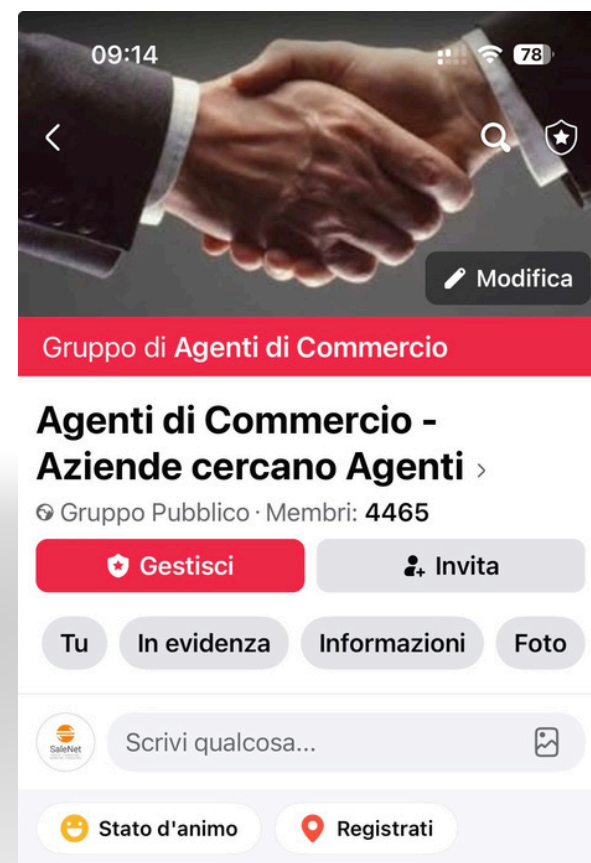 09:14
78
Modifica
Gruppo di Agenti di Commercio
Agenti di Commercio -
Aziende cercano Agenti
Gruppo Pubblico · Membri: 4465
Gestisci
Invita
Tu
In evidenza
Informazioni
Foto
SaleNet
Scrivi qualcosa...
Stato d'animo
Registrati